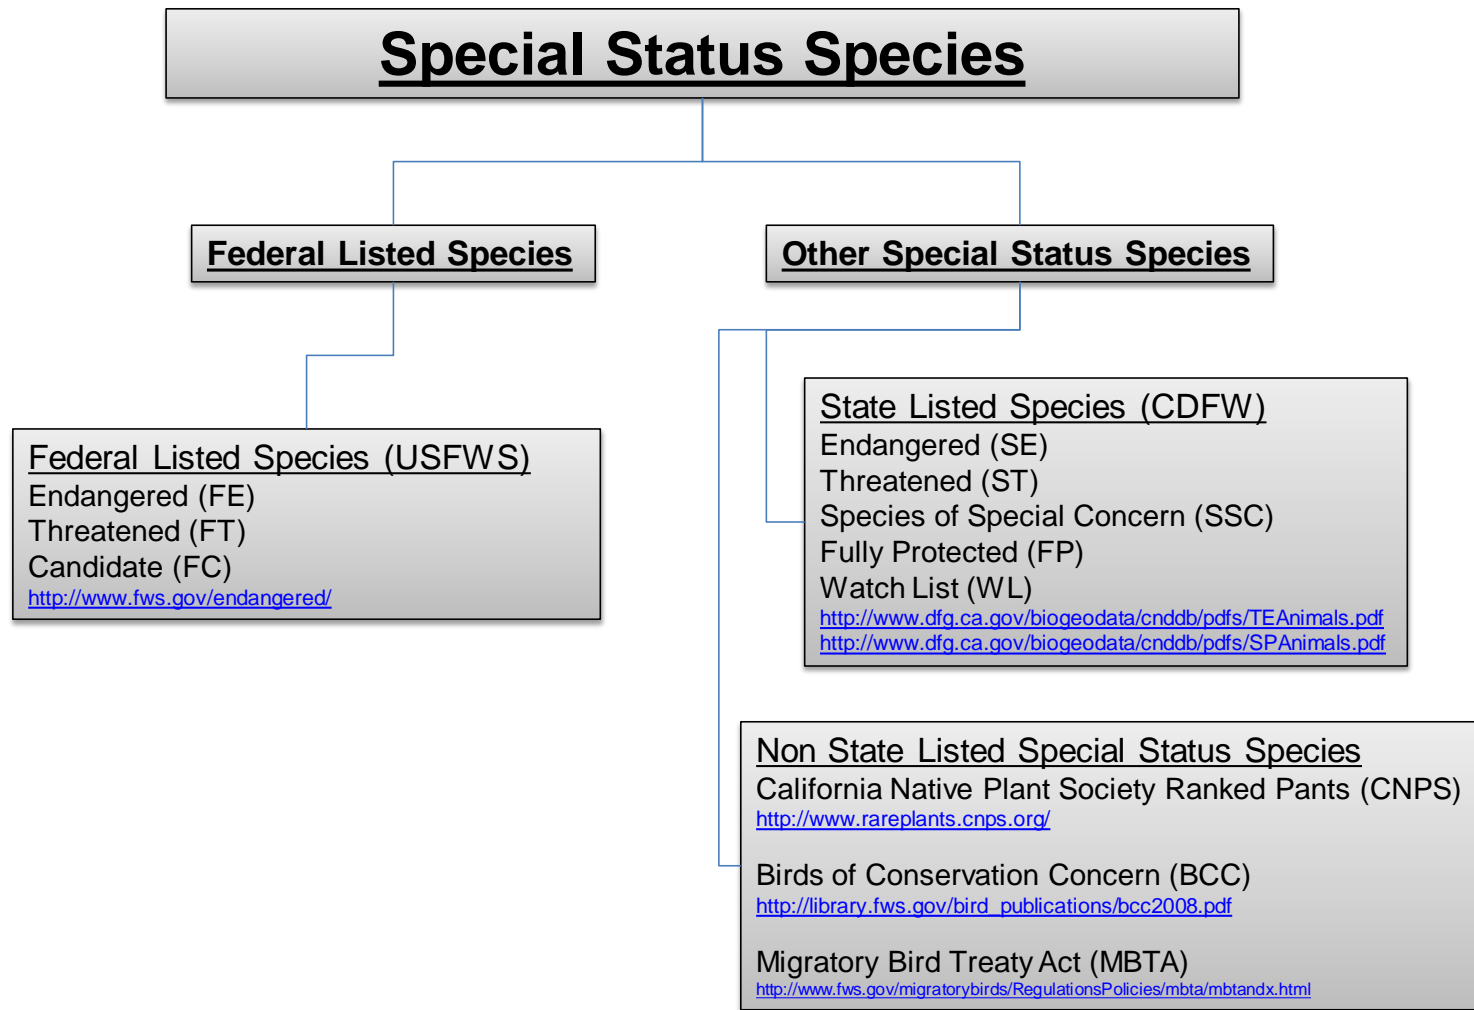 Special Status Species
Federal Listed Species
Other Special Status Species
Federal Listed Species (USFWS)
Endangered (FE)
Threatened (FT)
Candidate (FC)
http://www.fws.gov/endangered/
State Listed Species (CDFW)
Endangered (SE)
Threatened (ST)
Species of Special Concern (SSC)
Fully Protected (FP)
Watch List (WL)
http://www.dfg.ca.gov/biogeodata/cnddb/pdfs/TEAnimals.pdf
http://www.dfg.ca.gov/biogeodata/cnddb/pdfs/SPAnimals.pdf
Non State Listed Special Status Species
California Native Plant Society Ranked Pants (CNPS)
http://www.rareplants.cnps.org/
Birds of Conservation Concern (BCC)
http://library.fws.gov/bird_publications/bcc2008.pdf
Migratory Bird Treaty Act (MBTA)
http://www.fws.gov/migratorybirds/RegulationsPolicies/mbta/mbtandx.html